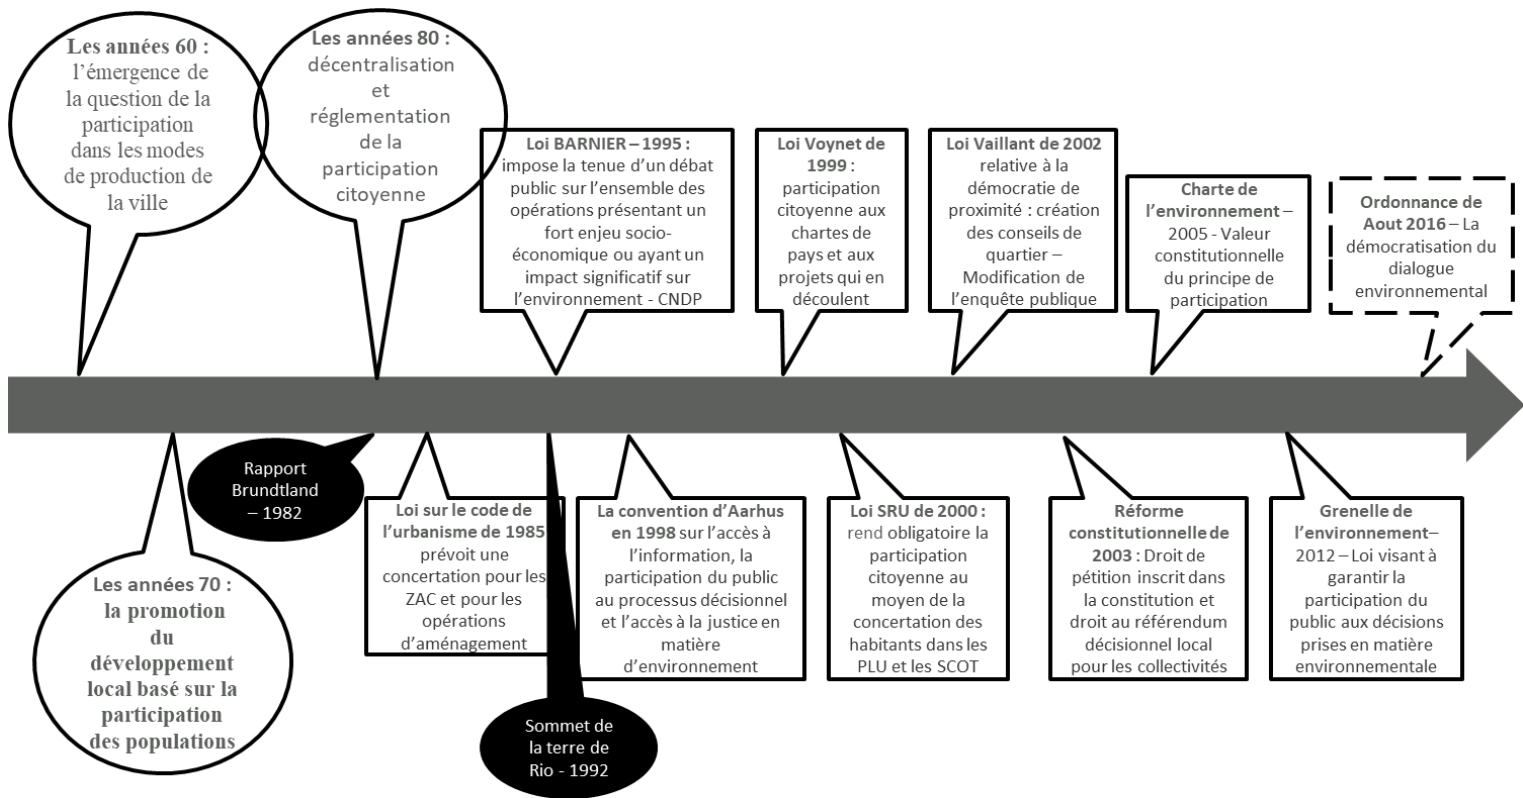 Les années 60 :
l’émergence de
la question de la
participation
dans les modes
de production de
la ville
Les années 80 :
décentralisation
et
réglementation
de la
participation
citoyenne
Loi BARNIER – 1995 :
impose la tenue d’un débat
public sur l’ensemble des
opérations présentant un
fort enjeu socio-
économique ou ayant un
impact significatif sur
l’environnement - CNDP
Loi Voynet de
1999 :
participation
citoyenne aux
chartes de
pays et aux
projets qui en
découlent
Loi Vaillant de 2002
relative à la
démocratie de
proximité : création
des conseils de
quartier –
Modification de
l’enquête publique
Charte de
l’environnement –
2005 - Valeur
constitutionnelle
du principe de
participation
Ordonnance de
Aout 2016 – La
démocratisation du
dialogue
environnemental
Les années 70 :
la promotion
du
développement
local basé sur la
participation
des populations
Rapport
Brundtland
– 1982
Loi sur le code de
l’urbanisme de 1985
prévoit une
concertation pour les
ZAC et pour les
opérations
d’aménagement
Sommet de
la terre de
Rio - 1992
La convention d’Aarhus
en 1998 sur l’accès à
l’information, la
participation du public
au processus décisionnel
et l’accès à la justice en
matière
d’environnement
Loi SRU de 2000 :
rend obligatoire la
participation
citoyenne au
moyen de la
concertation des
habitants dans les
PLU et les SCOT
Réforme
constitutionnelle de
2003 : Droit de
pétition inscrit dans
la constitution et
droit au référendum
décisionnel local
pour les collectivités
Grenelle de
l’environnement–
2012 – Loi visant à
garantir la
participation du
public aux décisions
prises en matière
environnementale